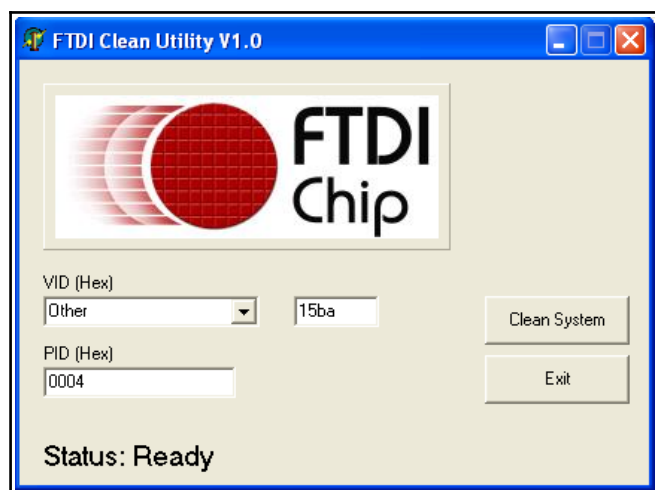 FTDI Clean Utility V1.0
FTDI
Chip
VID (Hex)
Other
15ba
Clean System
PID (Hex)
0004
Exit
Status: Ready